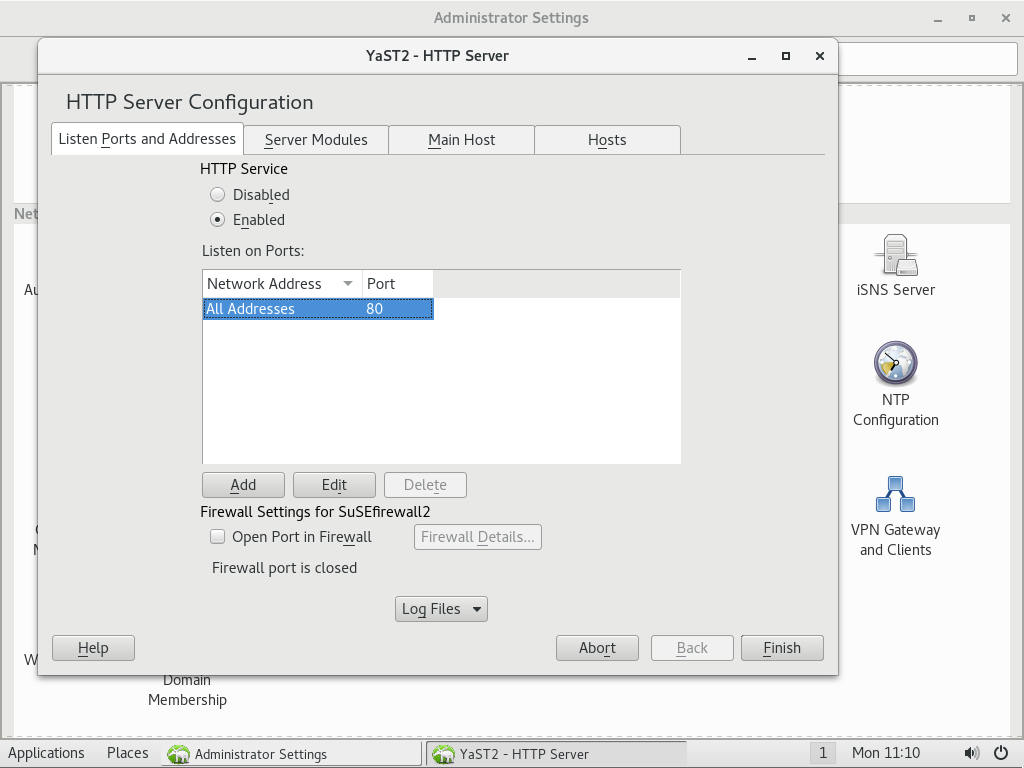 Administrator Settings
YaST2 - HTTP Server
HTTP Server Configuration
Listen Ports and Addresses
Server Modules
Main Host
Hosts
HTTP Service
Disabled
Enabled
Listen on Ports:
Network Address
Port
All Addresses
80
Add
Edit
Delete
Firewall Settings for SuSEfirewall2
Open Port in Firewall
Firewall Details...
Firewall port is closed
Log Files
Help
Abort
Back
Finish
iSNS Server
NTP
Configuration
VPN Gateway
and Clients
Domain
Membership
Applications
Places
Administrator Settings
YaST2 - HTTP Server
1
Mon 11:10